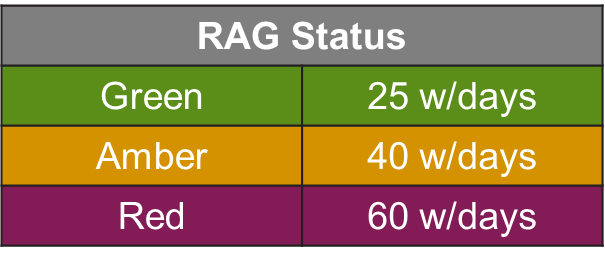 RAG Status
Green 25 w/days
Amber 40 w/days
Red 60 w/days